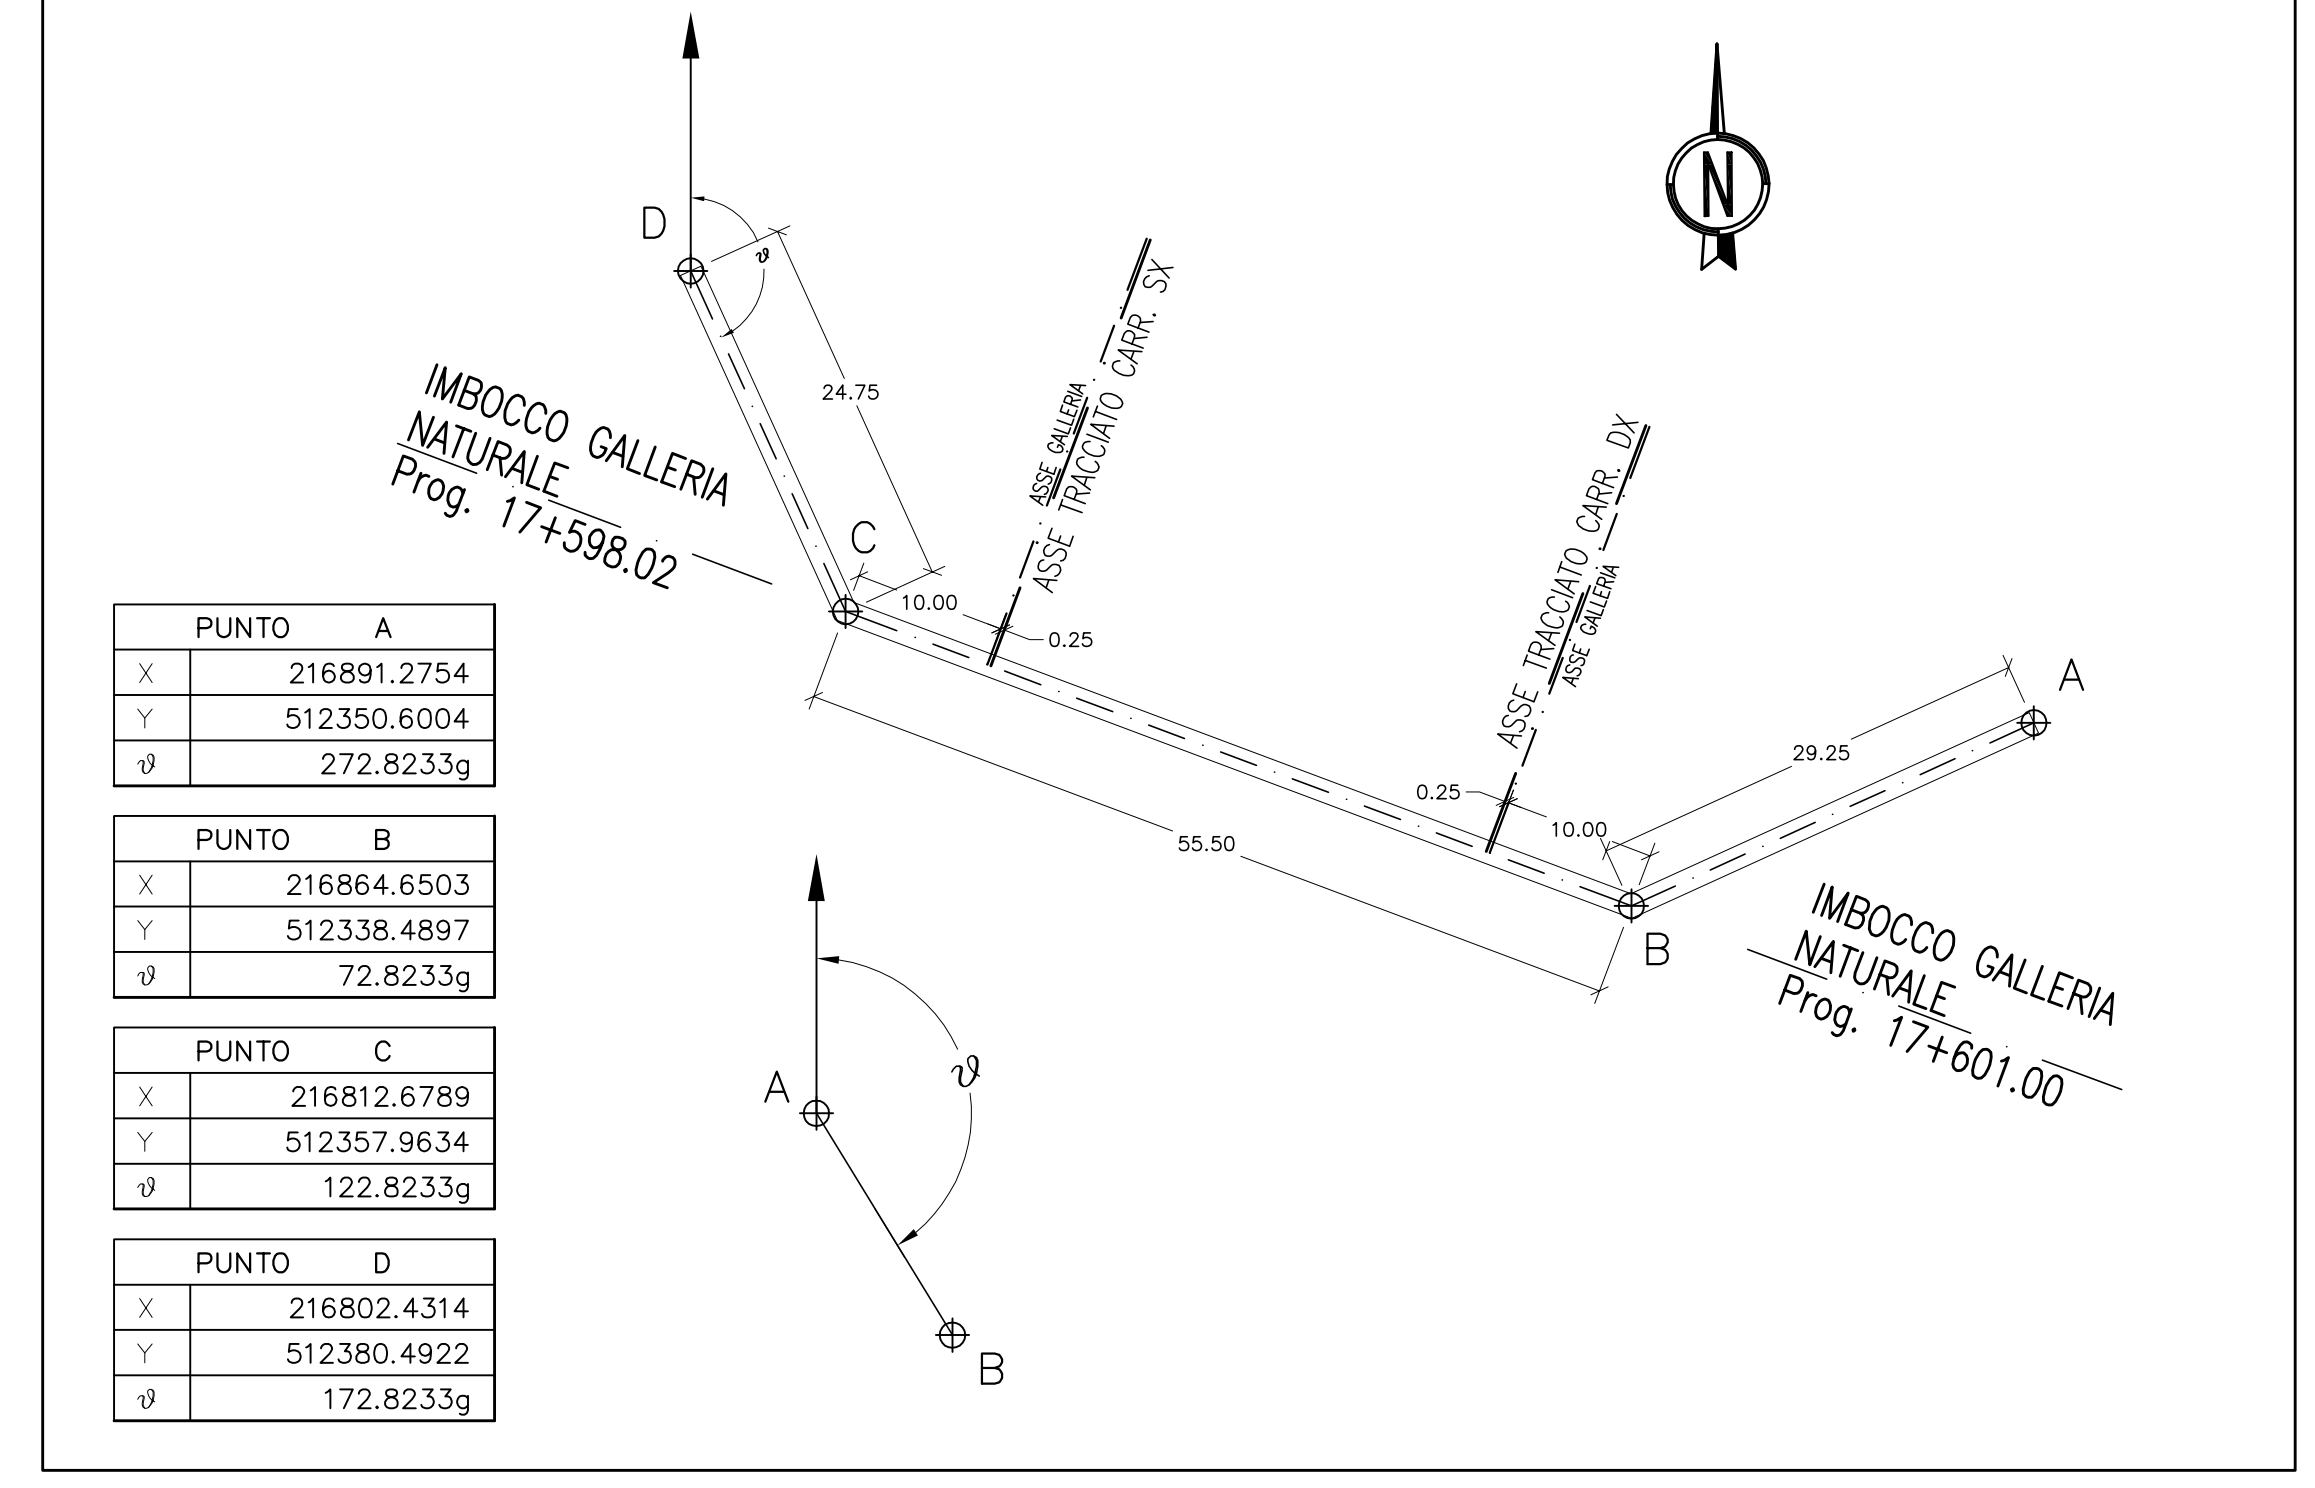 N
D
ϑ
24.75
ASSE GALLERIA
ASSE TRACCIATO CARR. SX
IMBOCCO GALLERIA
NATURALE
Prog. 17+598.02
C
10.00
0.25
55.50
ASSE TRACCIATO CARR. DX
ASSE GALLERIA
0.25
10.00
29.25
A
B
IMBOCCO GALLERIA
NATURALE
Prog. 17+601.00
PUNTO A
X 216891.2754
Y 512350.6004
ϑ 272.8233g
PUNTO B
X 216864.6503
Y 512338.4897
ϑ 72.8233g
PUNTO C
X 216812.6789
Y 512357.9634
ϑ 122.8233g
PUNTO D
X 216802.4314
Y 512380.4922
ϑ 172.8233g
A
ϑ
B